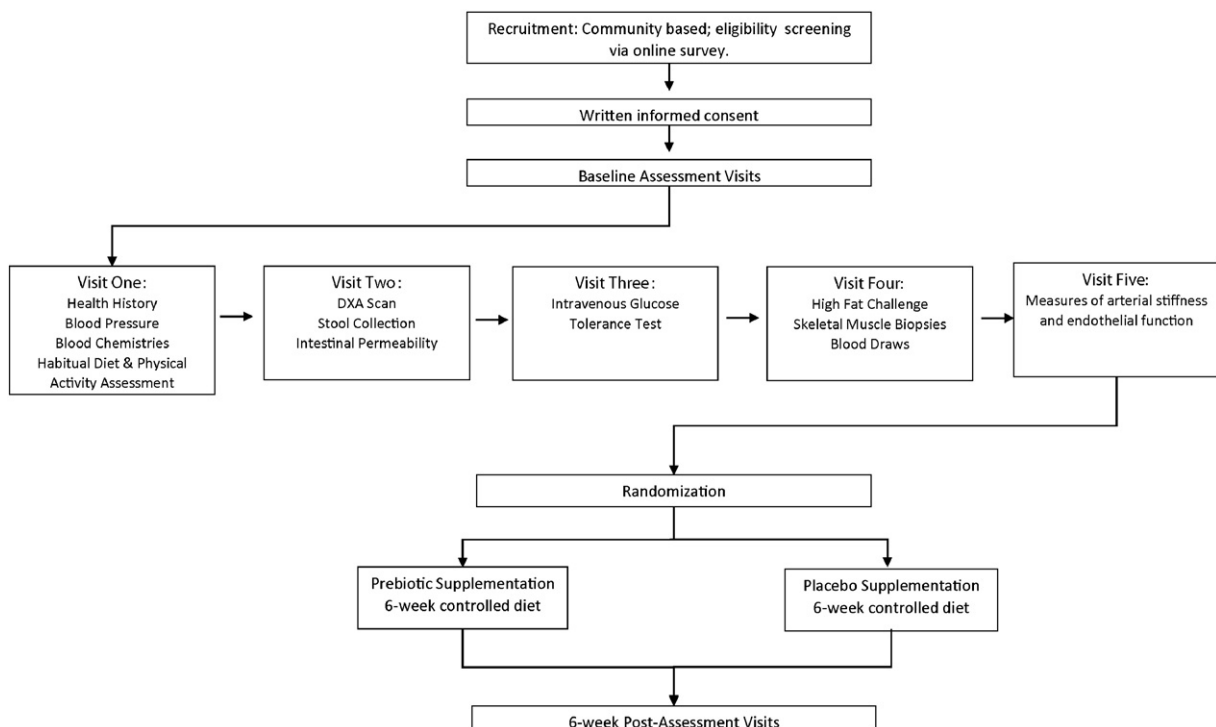 Recruitment: Community based; eligibility screening
via online survey.
Written informed consent
Baseline Assessment Visits
Visit One:
Health History
Blood Pressure
Blood Chemistries
Habitual Diet & Physical
Activity Assessment
Visit Two:
DXA Scan
Stool Collection
Intestinal Permeability
Visit Three:
Intravenous Glucose
Tolerance Test
Visit Four:
High Fat Challenge
Skeletal Muscle Biopsies
Blood Draws
Visit Five:
Measures of arterial stiffness
and endothelial function
Randomization
Prebiotic Supplementation
6-week controlled diet
Placebo Supplementation
6-week controlled diet
6-week Post-Assessment Visits